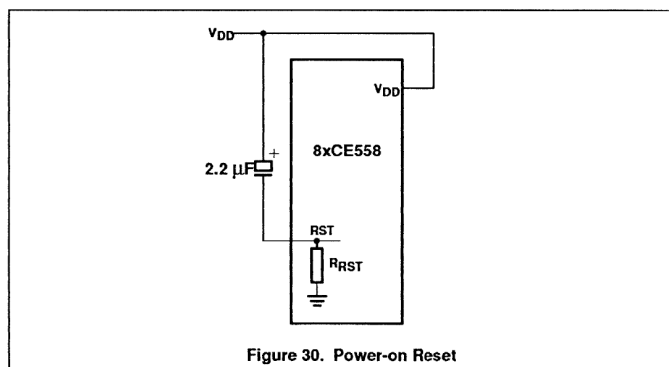 VDD
VDD
8xCE558
+
2.2 μF
RST
RRST
Figure 30. Power-on Reset